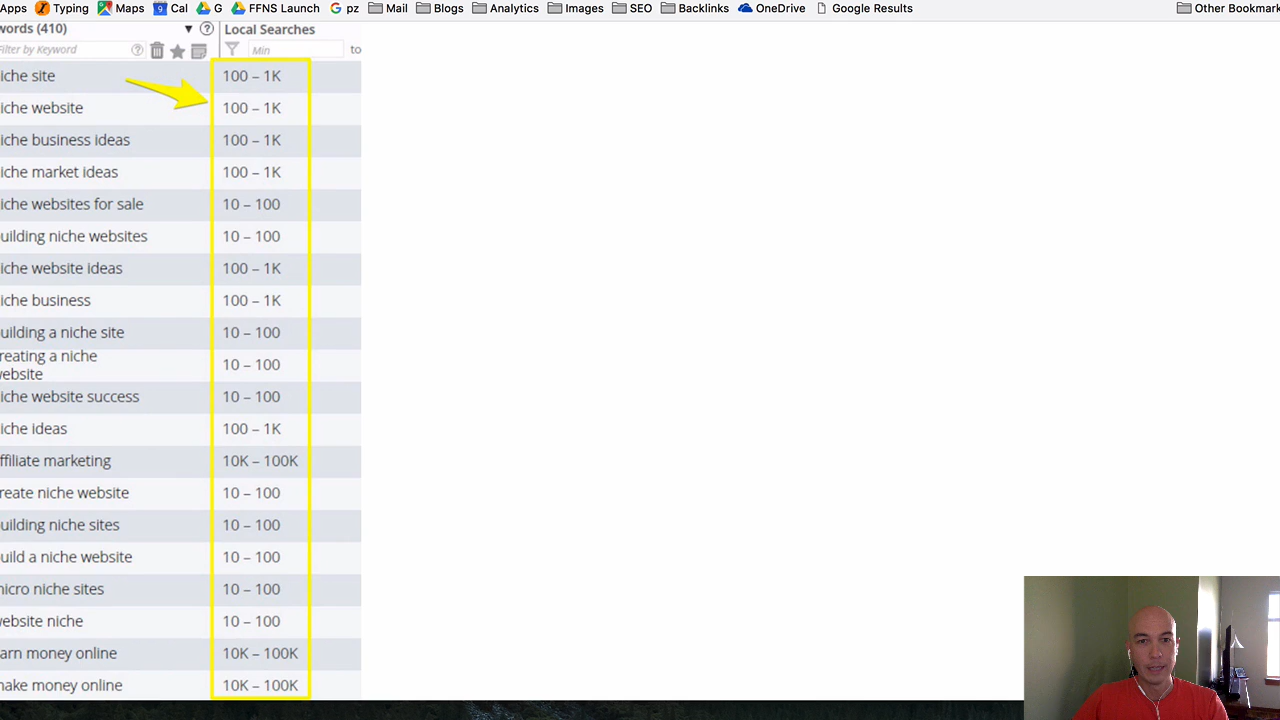 Apps Typing Maps 9 Cal G FFNS Launch G pz Mail Blogs Analytics Images SEO Backlinks OneDrive Google Results Other Bookmark
words (410) ▼ ? Local Searches
Filter by Keyword ? Min to
iche site 100 – 1K
iche website 100 – 1K
iche business ideas 100 – 1K
iche market ideas 100 – 1K
iche websites for sale 10 – 100
uilding niche websites 10 – 100
iche website ideas 100 – 1K
iche business 100 – 1K
uilding a niche site 10 – 100
reating a niche
website 10 – 100
iche website success 10 – 100
iche ideas 100 – 1K
ffiliate marketing 10K – 100K
reate niche website 10 – 100
uilding niche sites 10 – 100
uild a niche website 10 – 100
micro niche sites 10 – 100
website niche 10 – 100
arn money online 10K – 100K
make money online 10K – 100K